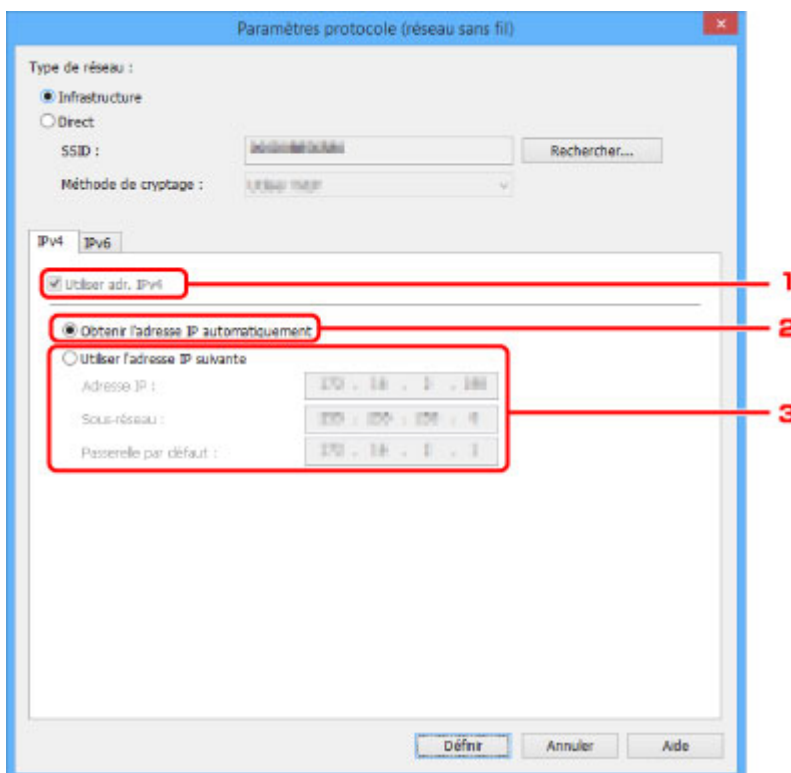 Paramètres protocole (réseau sans fil)
Type de réseau :
Infrastructure
Direct
SSID :
Rechercher...
Méthode de cryptage :
IPv4 IPv6
Utiliser adr. IPv4
1
Obtenir l'adresse IP automatiquement
2
Utiliser l'adresse IP suivante
Adresse IP :
Sous-réseau :
3
Passerelle par défaut :
Définir Annuler Aide